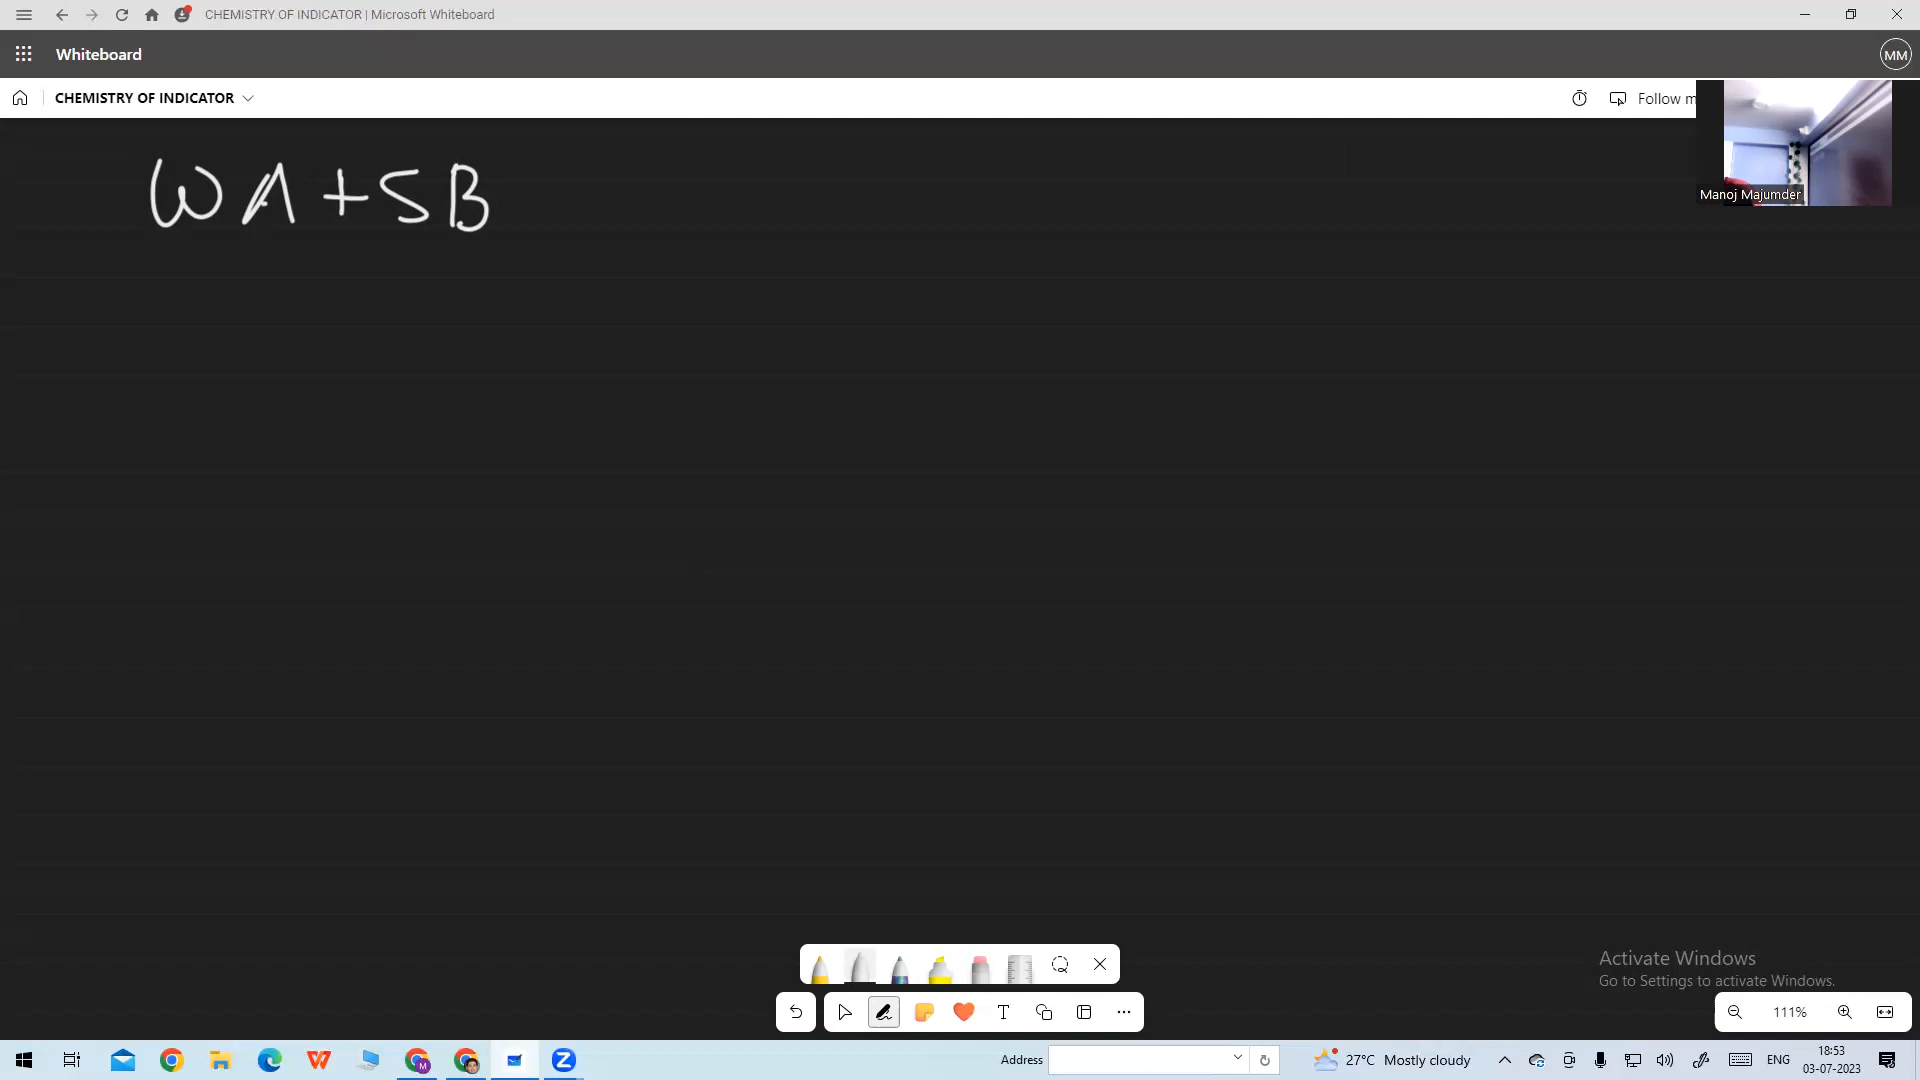 CHEMISTRY OF INDICATOR | Microsoft Whiteboard
Whiteboard
MM
CHEMISTRY OF INDICATOR
Follow m
Manoj Majumder
WA+SB
Activate Windows
Go to Settings to activate Windows.
111%
Address
27°C Mostly cloudy
ENG
18:53
03-07-2023